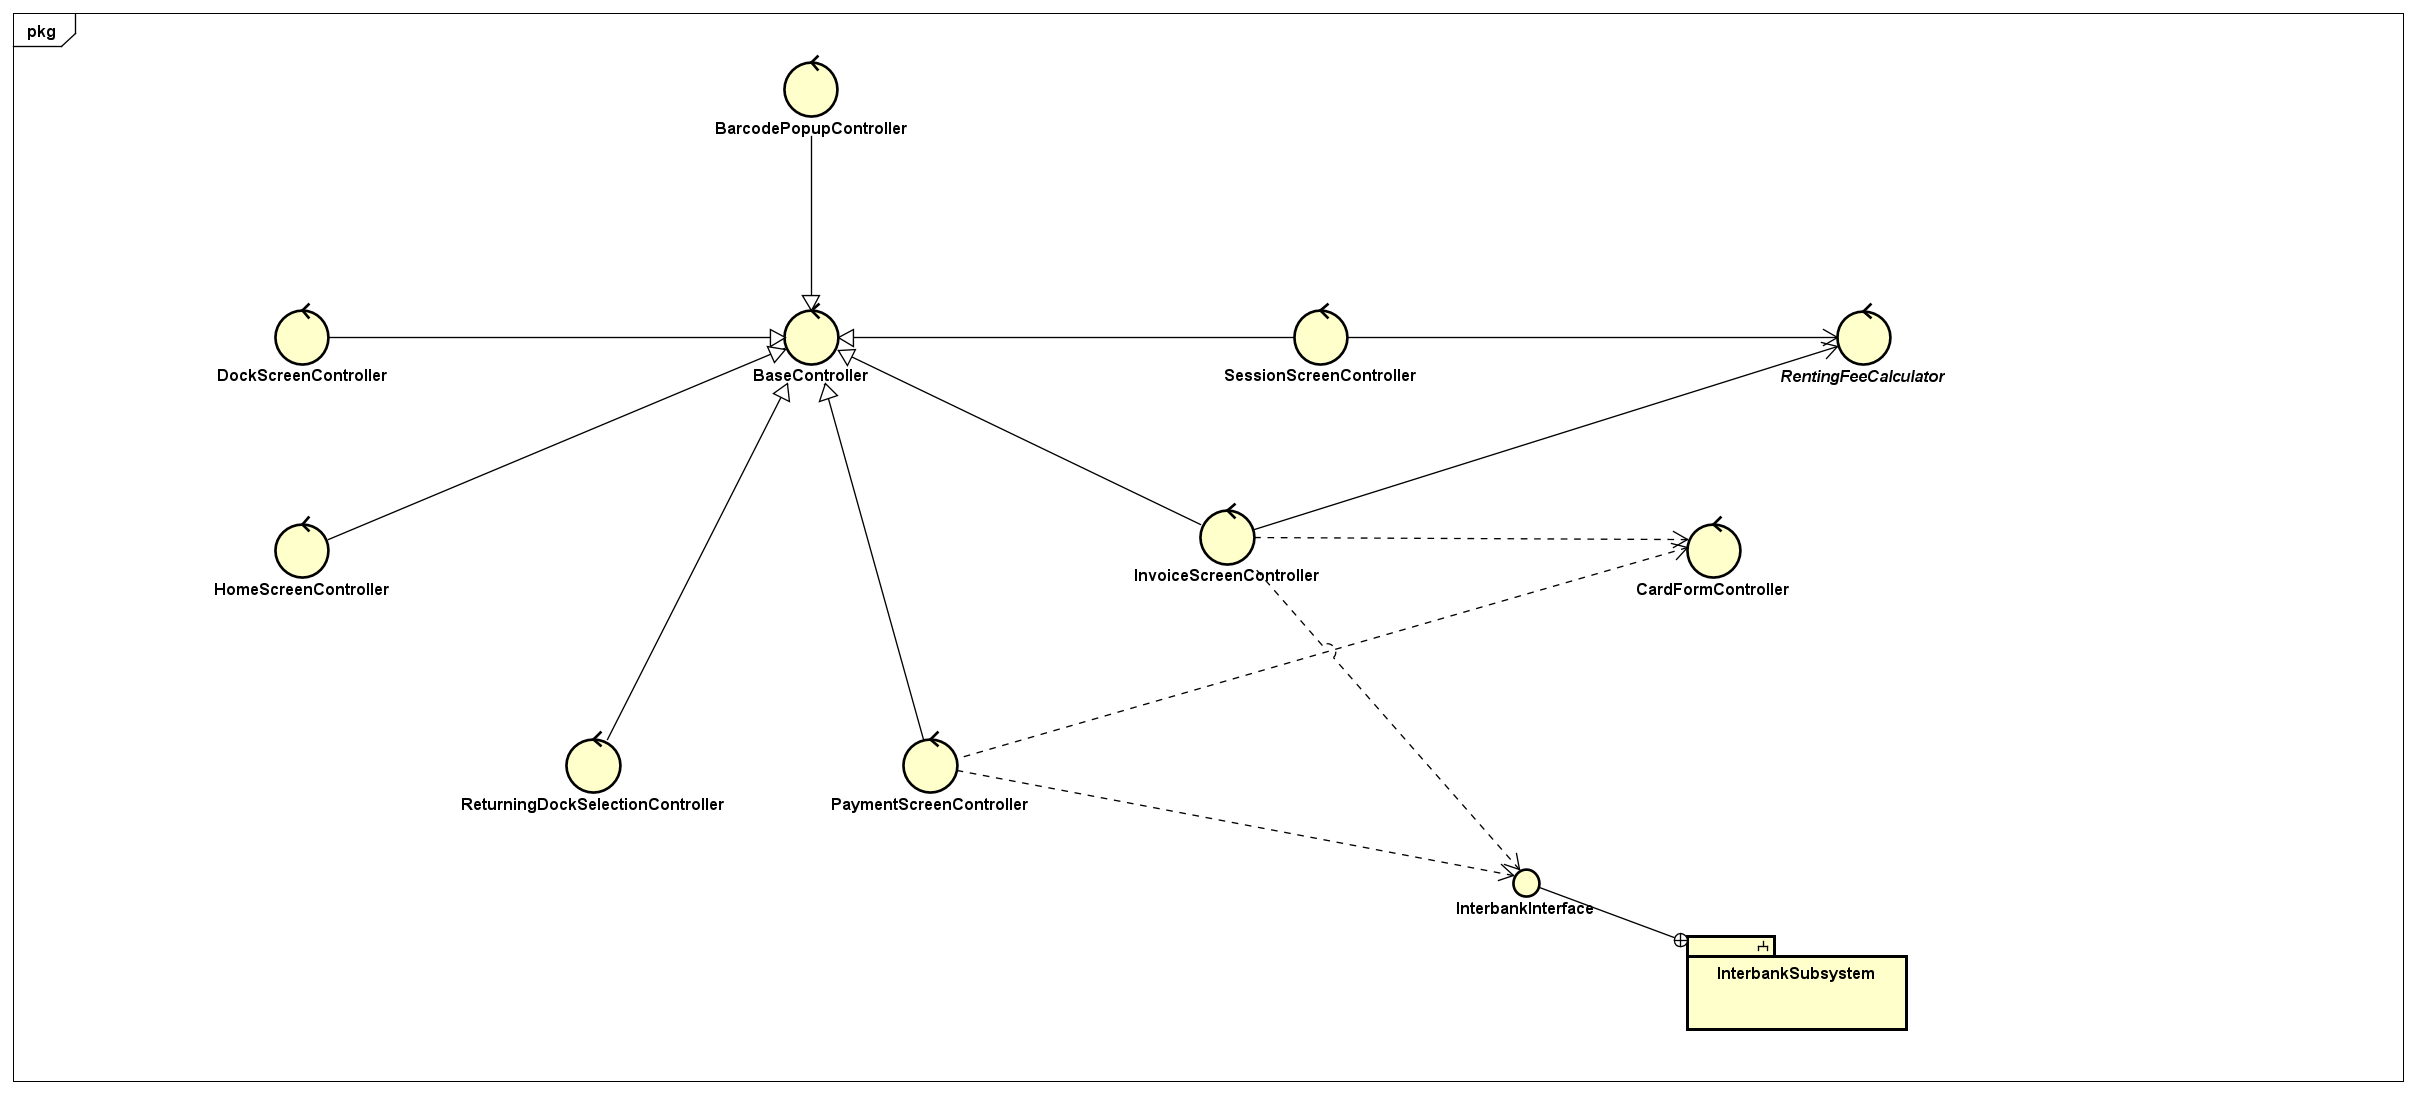 pkg
BarcodePopupController
DockScreenController
BaseController
SessionScreenController
RentingFeeCalculator
HomeScreenController
InvoiceScreenController
CardFormController
ReturningDockSelectionController
PaymentScreenController
InterbankInterface
InterbankSubsystem